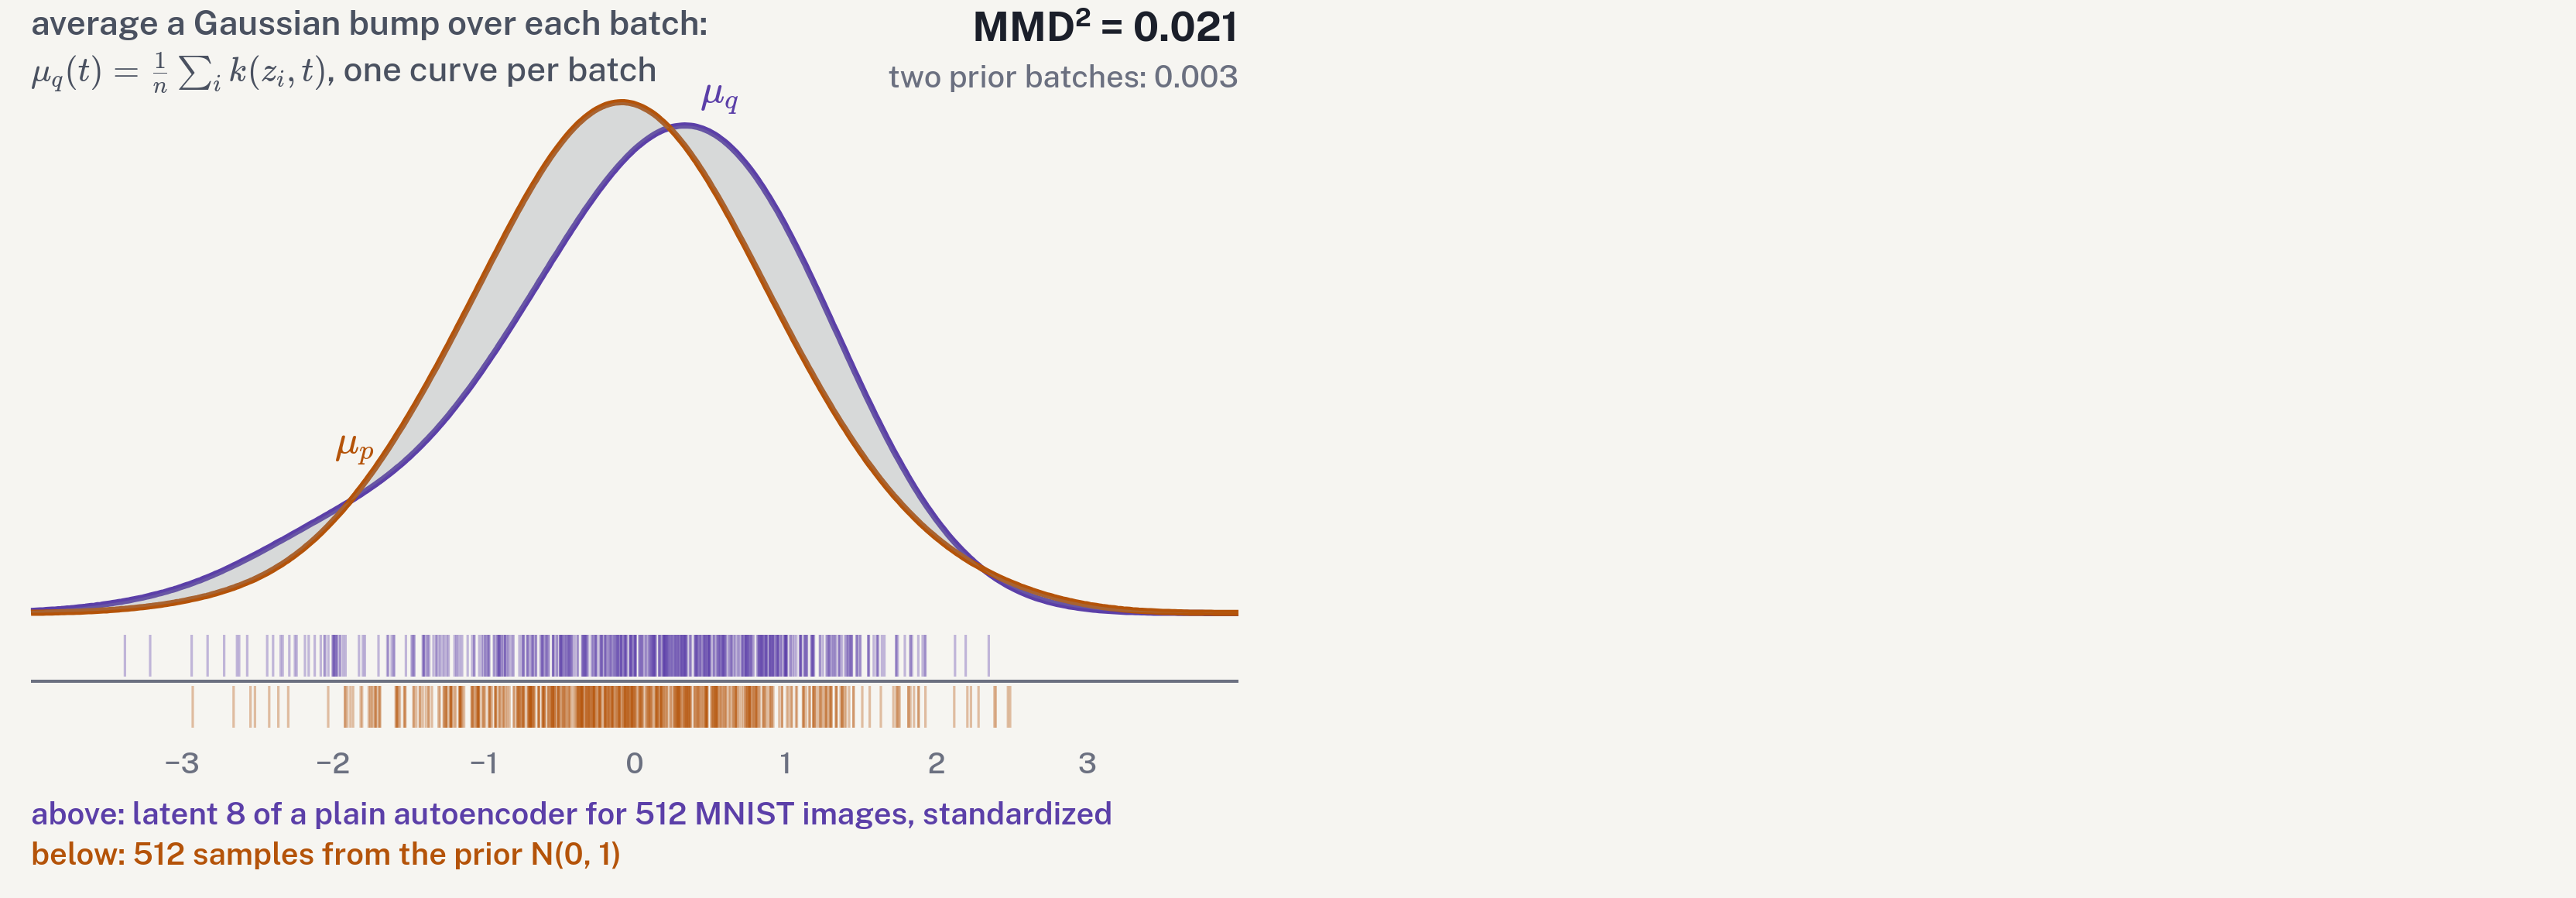 average a Gaussian bump over each batch:
μ_q(t) = 1/n ∑_i k(z_i, t), one curve per batch
MMD² = 0.021
two prior batches: 0.003
μ_q
μ_p
−3 −2 −1 0 1 2 3
above: latent 8 of a plain autoencoder for 512 MNIST images, standardized
below: 512 samples from the prior N(0, 1)